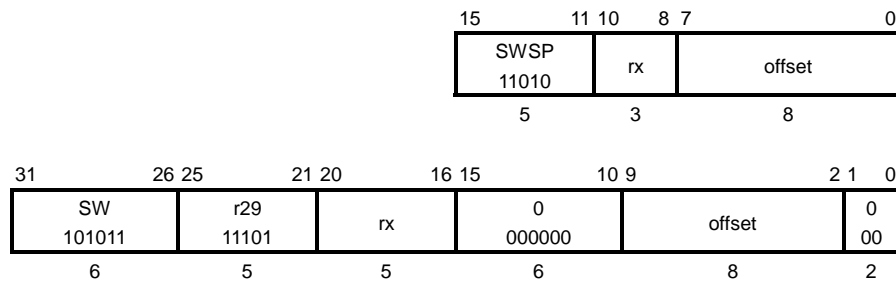 15 11 10 8 7 0
SWSP rx offset
11010
5 3 8
31 26 25 21 20 16 15 10 9 2 1 0
SW r29 rx 0 offset 0
101011 11101 000000 00
6 5 5 6 8 2